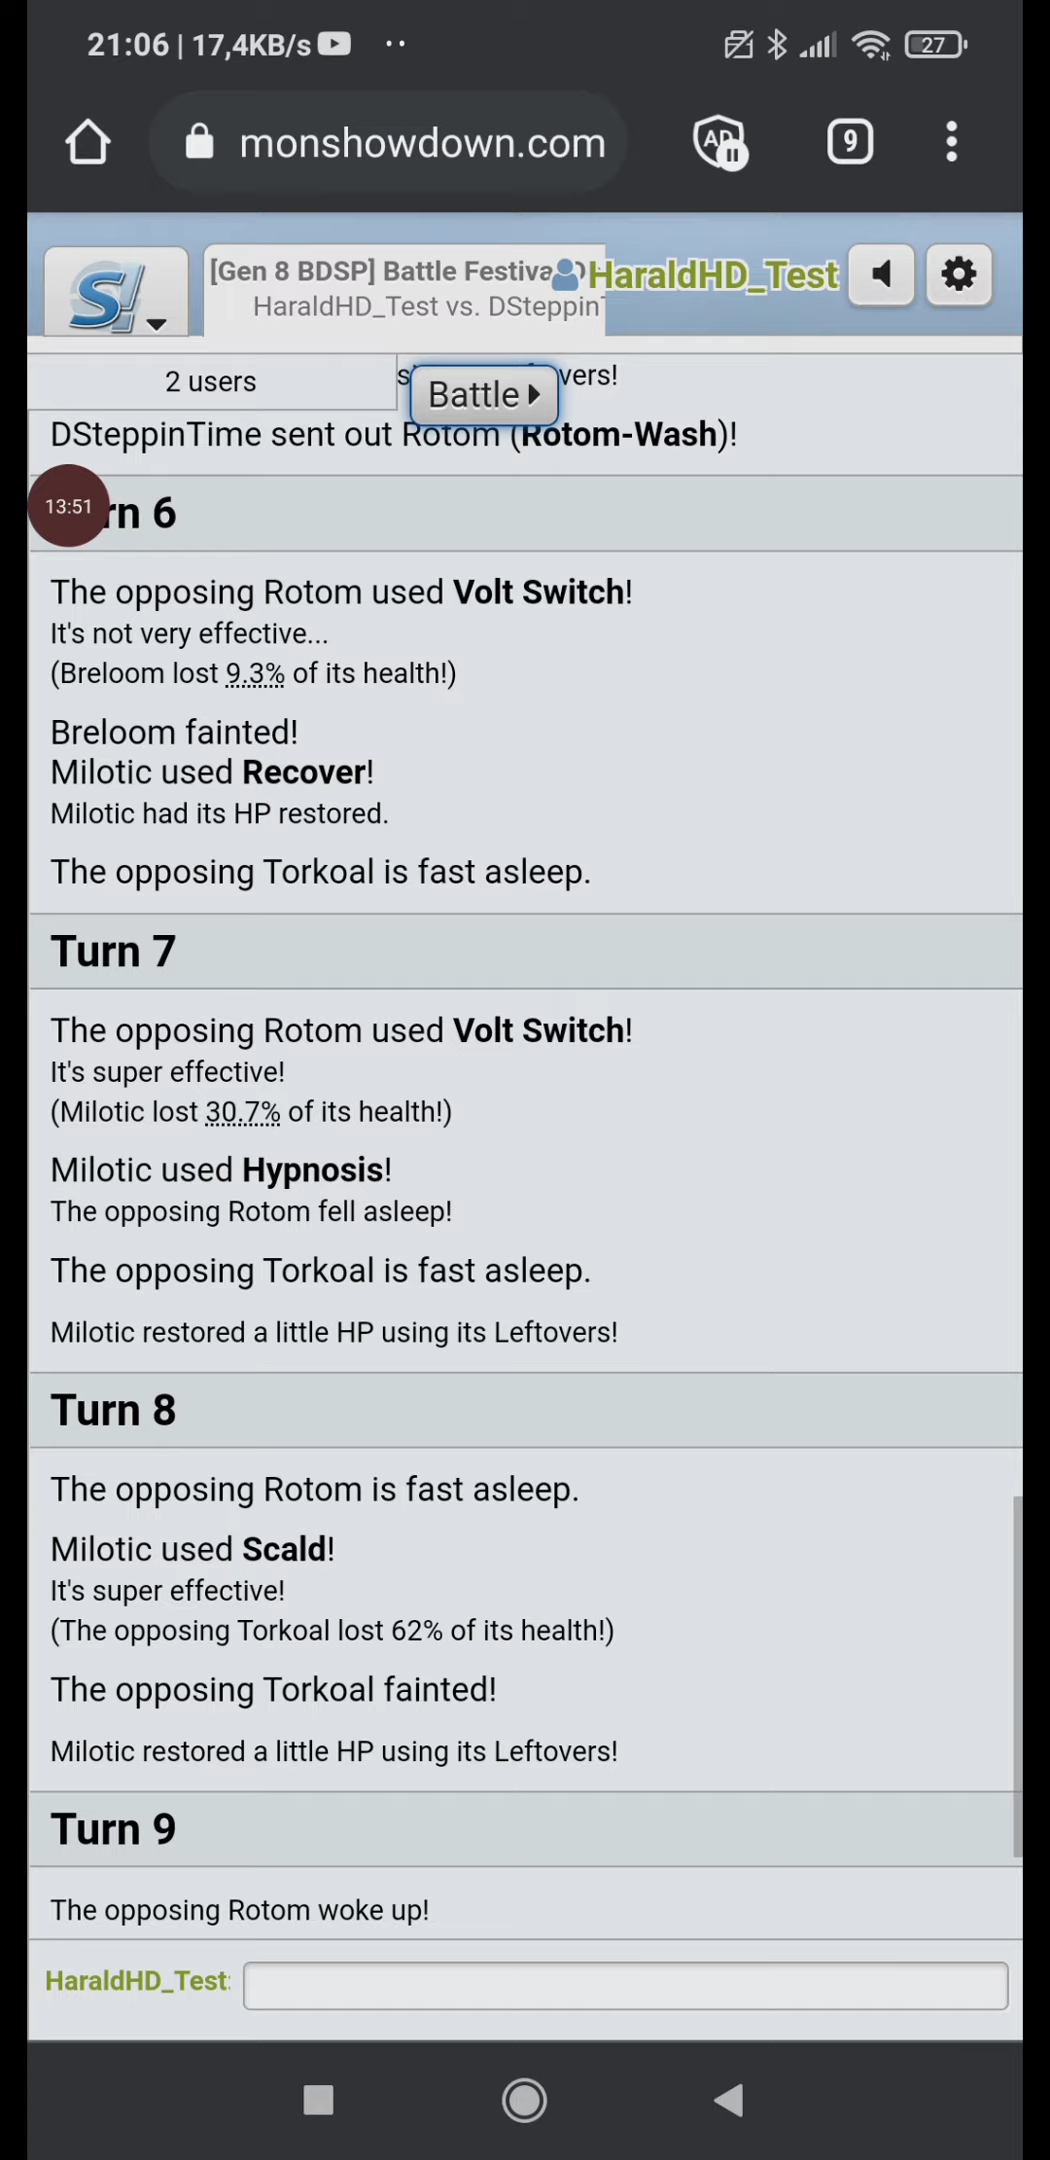 21:06 | 17,4KB/s
27
monshowdown.com
AD
9
[Gen 8 BDSP] Battle Festiva
HaraldHD_Test vs. DSteppinT
HaraldHD_Test
2 users
Battle
vers!
DSteppinTime sent out Rotom (Rotom-Wash)!
13:51
rn 6
The opposing Rotom used Volt Switch!
It's not very effective...
(Breloom lost 9.3% of its health!)
Breloom fainted!
Milotic used Recover!
Milotic had its HP restored.
The opposing Torkoal is fast asleep.
Turn 7
The opposing Rotom used Volt Switch!
It's super effective!
(Milotic lost 30.7% of its health!)
Milotic used Hypnosis!
The opposing Rotom fell asleep!
The opposing Torkoal is fast asleep.
Milotic restored a little HP using its Leftovers!
Turn 8
The opposing Rotom is fast asleep.
Milotic used Scald!
It's super effective!
(The opposing Torkoal lost 62% of its health!)
The opposing Torkoal fainted!
Milotic restored a little HP using its Leftovers!
Turn 9
The opposing Rotom woke up!
HaraldHD_Test: